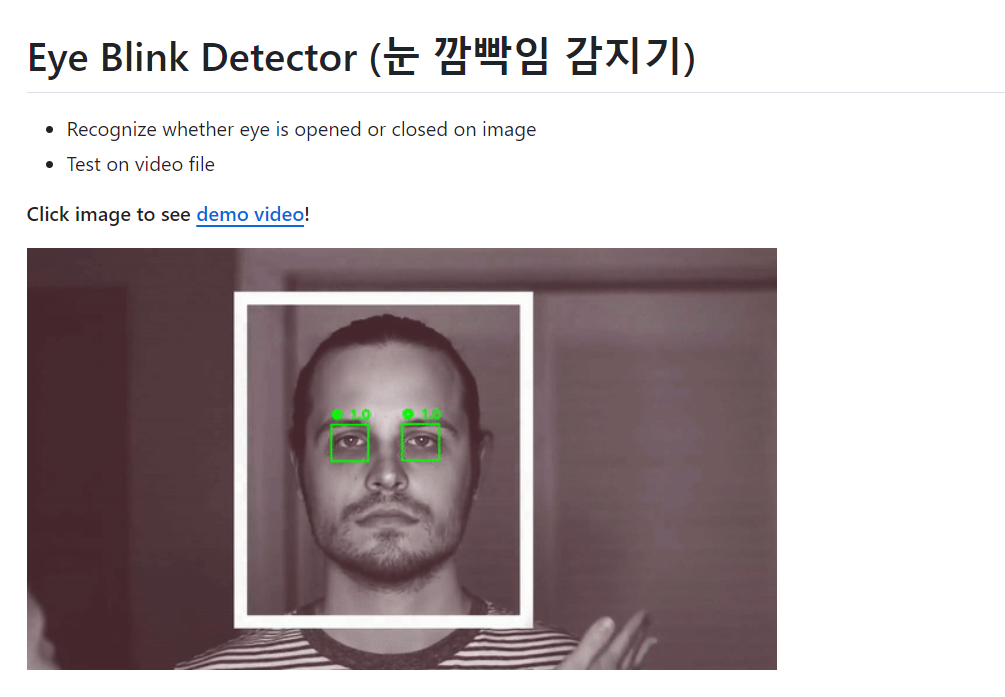 Eye Blink Detector (눈 깜빡임 감지기)
Recognize whether eye is opened or closed on image
Test on video file
Click image to see demo video!
1.0 1.0